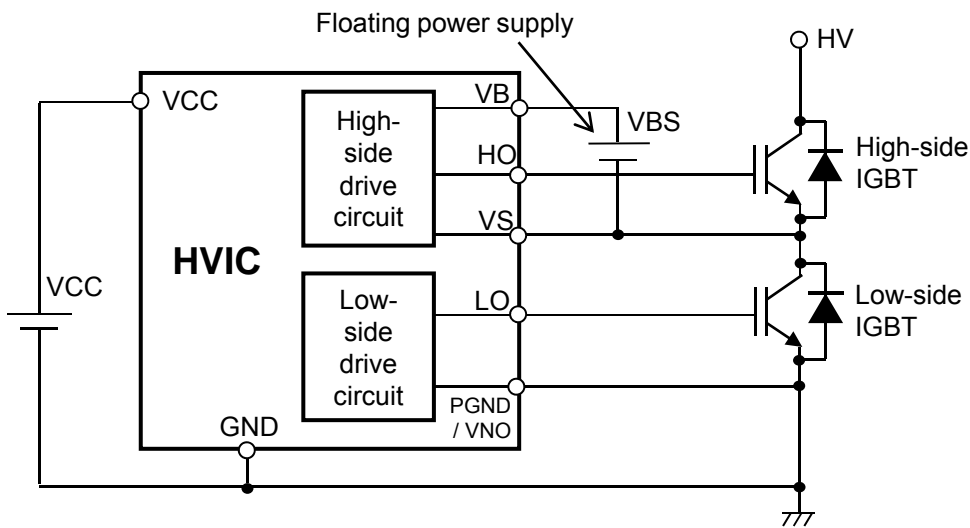 Floating power supply
HV
VCC
VB
VBS
High-
side
drive
circuit
HO
High-side
IGBT
VS
HVIC
VCC
Low-
side
drive
circuit
LO
Low-side
IGBT
PGND
/ VNO
GND